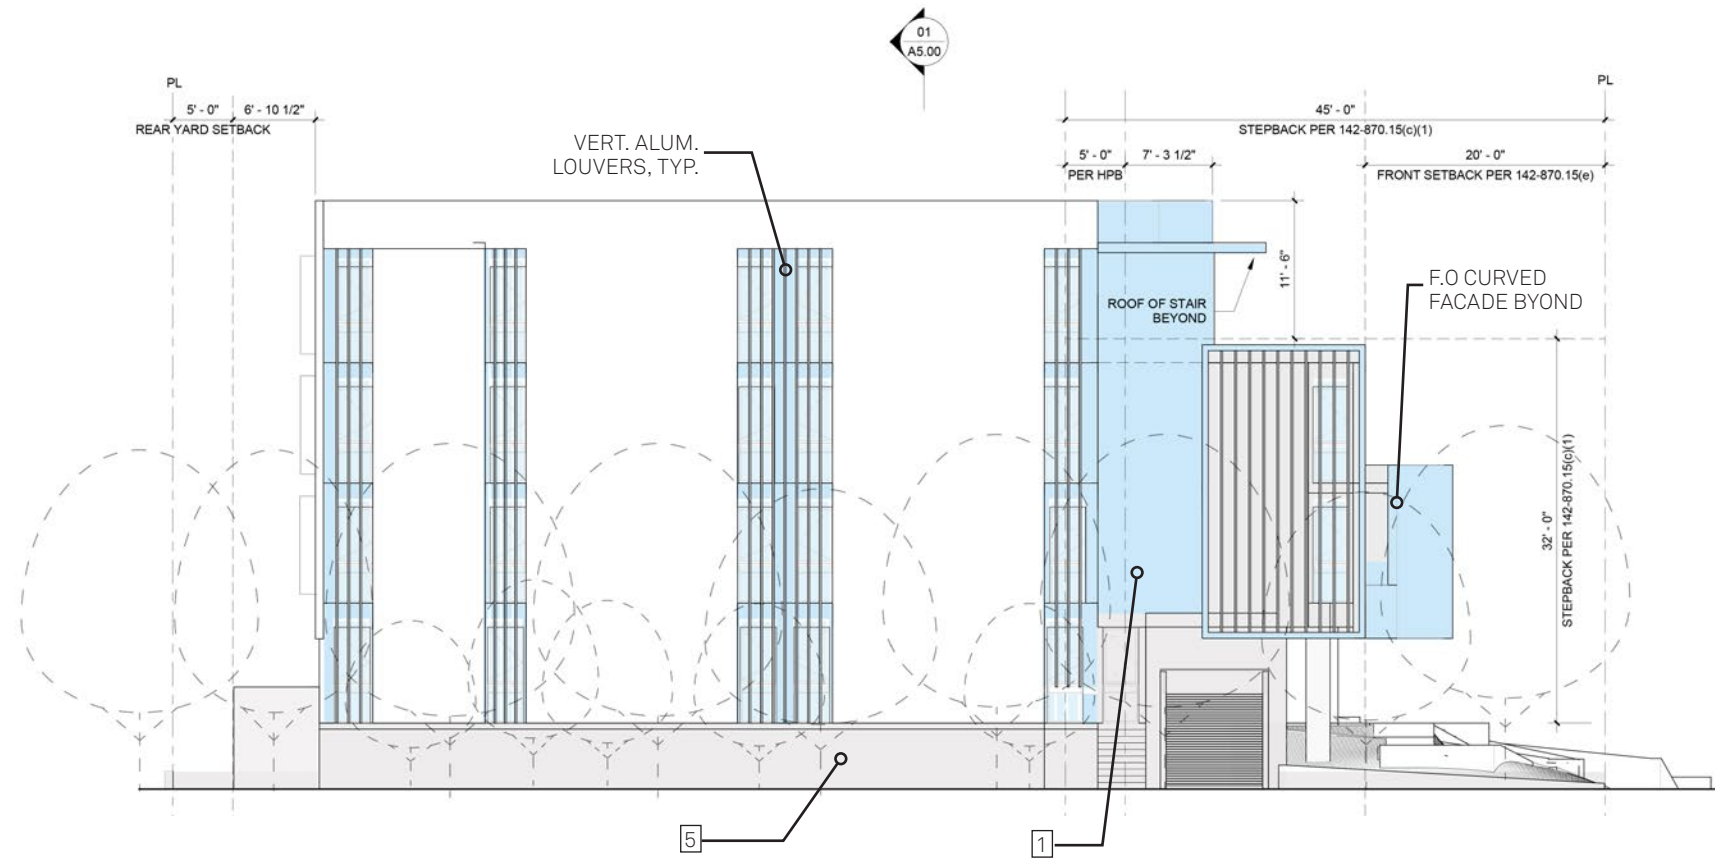 01
A5.00
PL
PL
5' - 0"
6' - 10 1/2"
REAR YARD SETBACK
45' - 0"
STEPBACK PER 142-870.15(c)(1)
VERT. ALUM.
LOUVERS, TYP.
5' - 0"
7' - 3 1/2"
PER HPB
20' - 0"
FRONT SETBACK PER 142-870.15(e)
11' - 6"
ROOF OF STAIR
BEYOND
F.O CURVED
FACADE BYOND
32' - 0"
STEPBACK PER 142-870.15(c)(1)
5
1